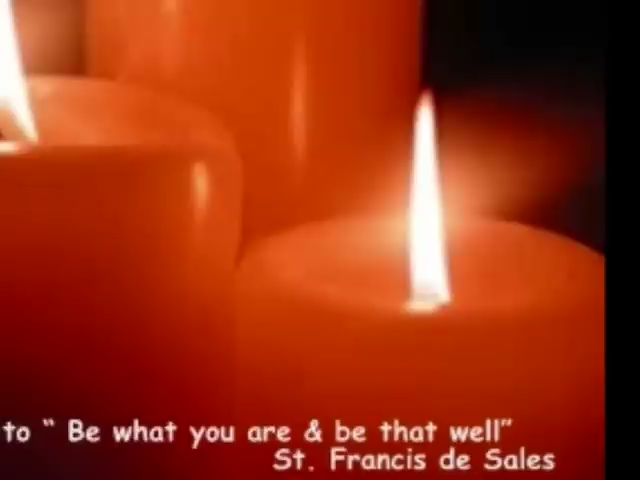 to “ Be what you are & be that well”
St. Francis de Sales